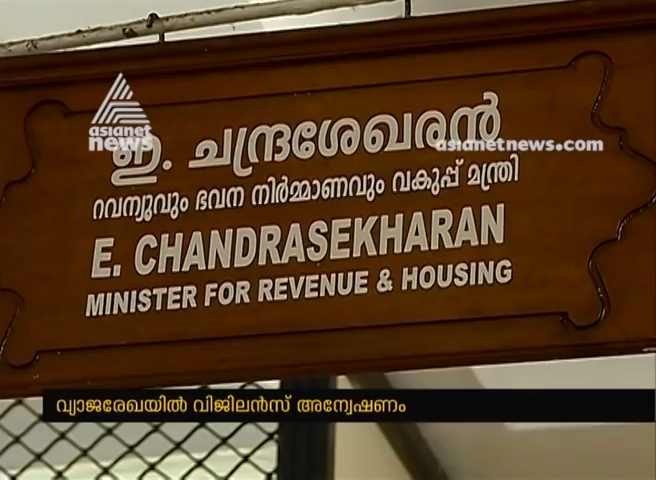 asianet
news
asianetnews.com
ഇ. ചന്ദ്രശേഖരൻ
റവന്യൂവും ഭവന നിർമ്മാണവും വകുപ്പ് മന്ത്രി
E. CHANDRASEKHARAN
MINISTER FOR REVENUE & HOUSING
വ്യാജരേഖയിൽ വിജിലൻസ് അന്വേഷണം